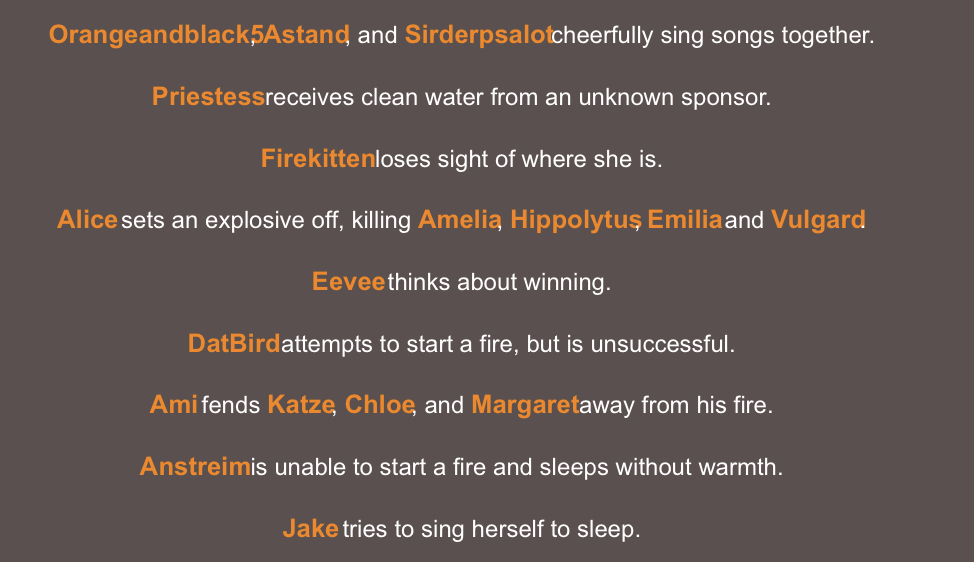 Orangeandblack5, Astand, and Sirderpsalot cheerfully sing songs together.
Priestess receives clean water from an unknown sponsor.
Firekitten loses sight of where she is.
Alice sets an explosive off, killing Amelia, Hippolytus, Emilia and Vulgard.
Eevee thinks about winning.
DatBird attempts to start a fire, but is unsuccessful.
Ami fends Katze, Chloe, and Margaret away from his fire.
Anstreim is unable to start a fire and sleeps without warmth.
Jake tries to sing herself to sleep.